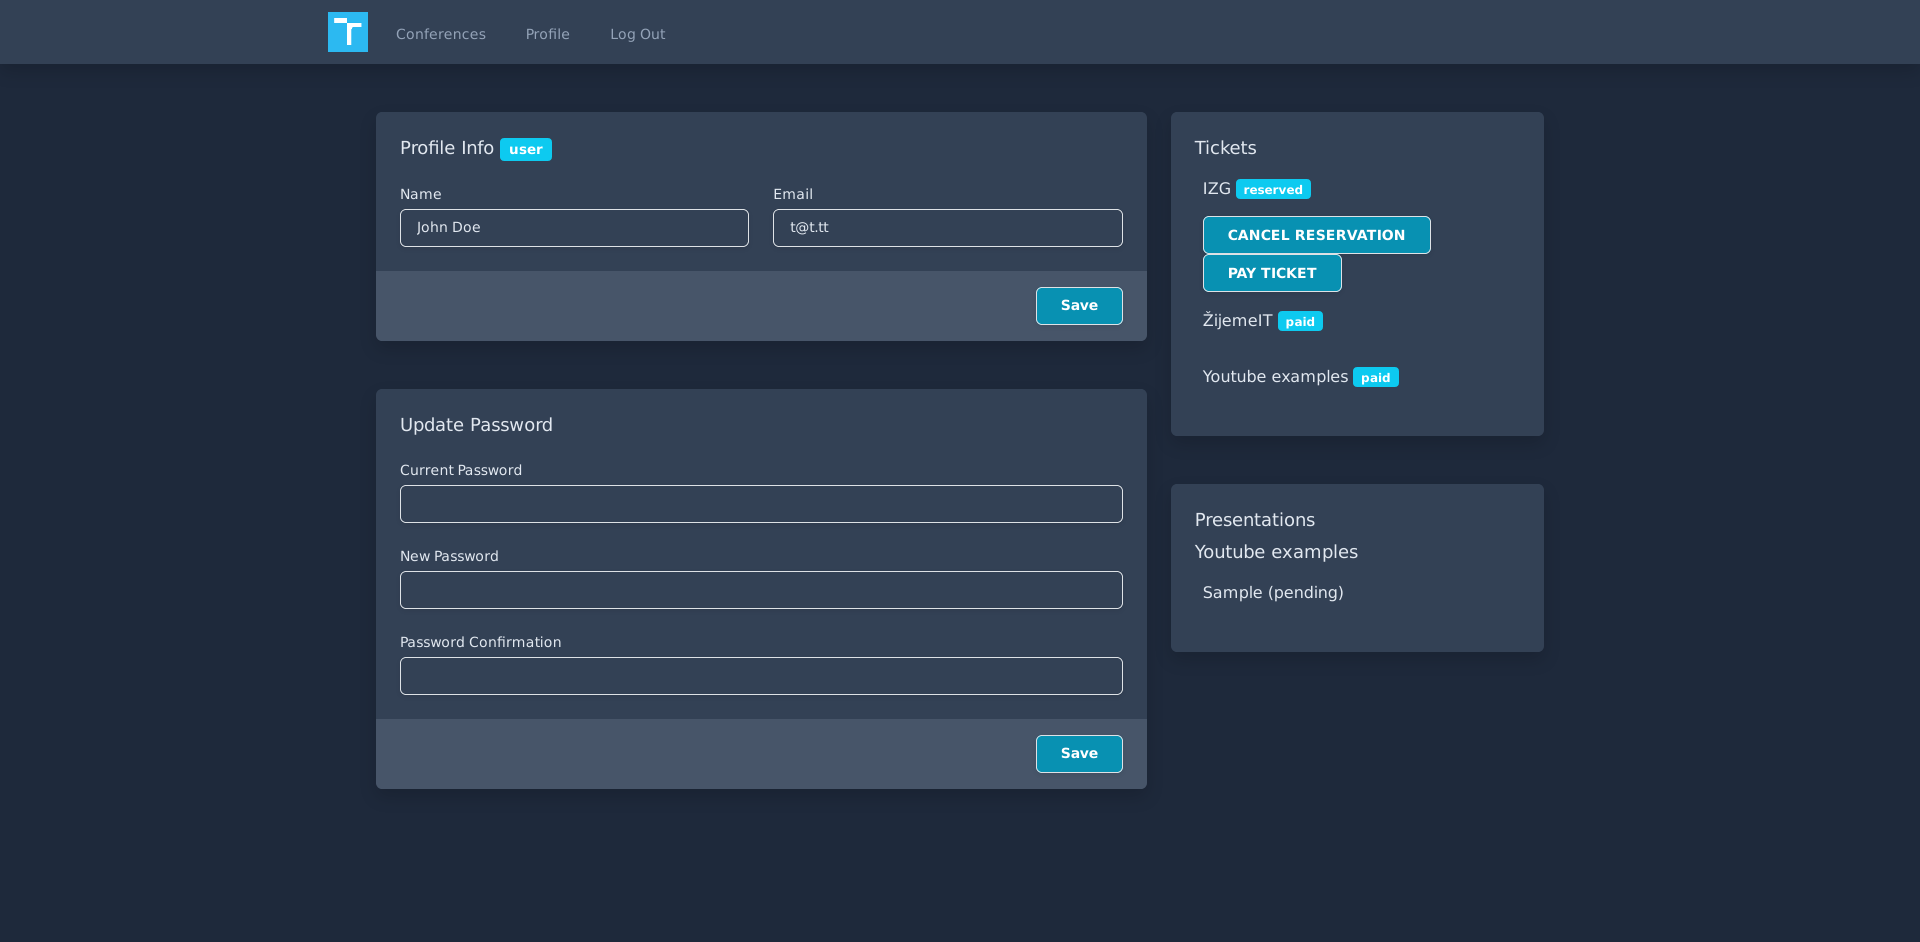 T
Conferences Profile Log Out
Profile Info user
Name Email
John Doe t@t.tt
Save
Update Password
Current Password
New Password
Password Confirmation
Save
Tickets
IZG reserved
CANCEL RESERVATION
PAY TICKET
ŽijemeIT paid
Youtube examples paid
Presentations
Youtube examples
Sample (pending)